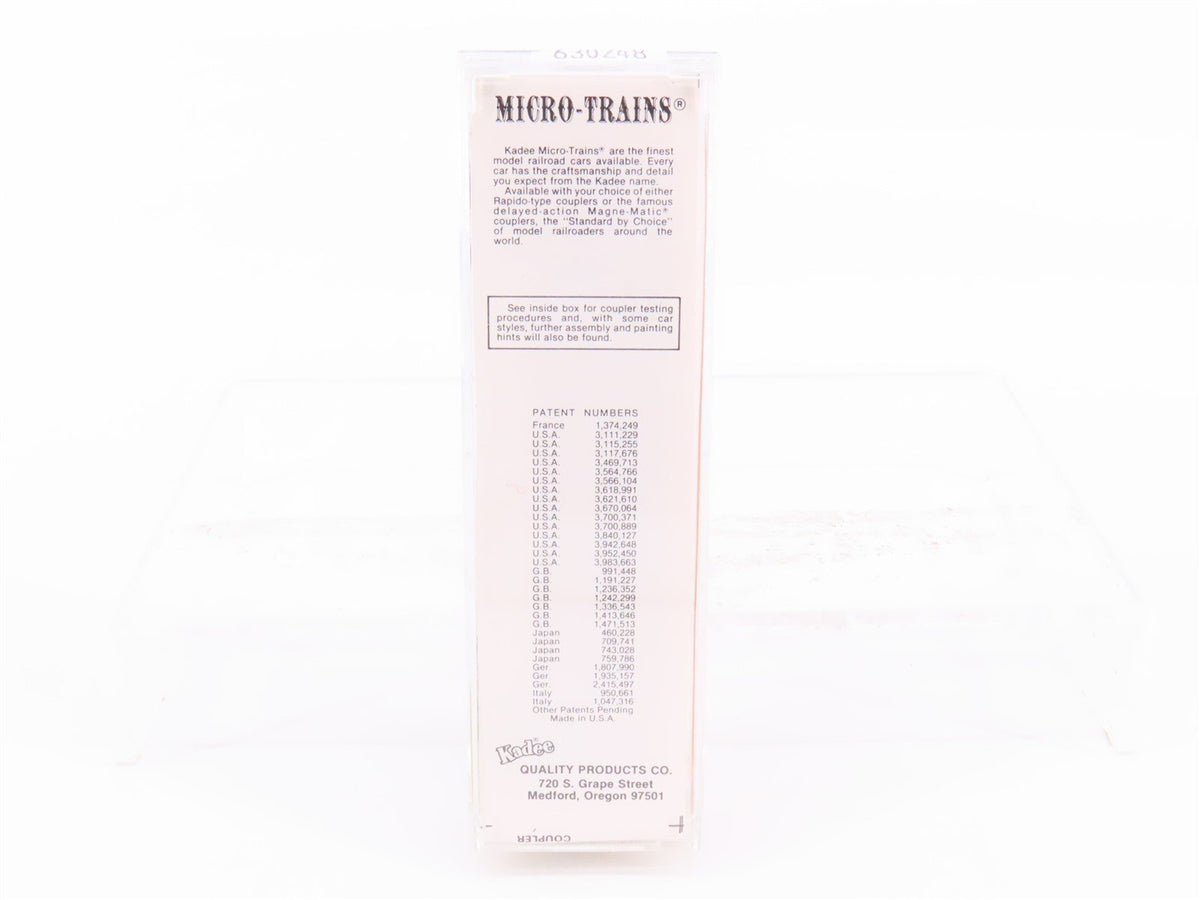 630248
MICRO-TRAINS®
Kadee Micro-Trains® are the finest
model railroad cars available. Every
car has the craftsmanship and detail
you expect from the Kadee name.
Available with your choice of either
Rapido-type couplers or the famous
delayed-action Magne-Matic®
couplers, the "Standard by Choice"
of model railroaders around the
world.
See inside box for coupler testing
procedures and, with some car
styles, further assembly and painting
hints will also be found.
PATENT NUMBERS
France 1,374,249
U.S.A. 3,111,229
U.S.A. 3,115,255
U.S.A. 3,117,676
U.S.A. 3,469,713
U.S.A. 3,564,766
U.S.A. 3,566,104
U.S.A. 3,618,991
U.S.A. 3,621,610
U.S.A. 3,670,064
U.S.A. 3,700,371
U.S.A. 3,700,889
U.S.A. 3,840,127
U.S.A. 3,942,648
U.S.A. 3,952,450
U.S.A. 3,983,663
G.B. 991,448
G.B. 1,191,227
G.B. 1,236,352
G.B. 1,242,299
G.B. 1,336,543
G.B. 1,413,646
G.B. 1,471,513
Japan 460,228
Japan 709,741
Japan 743,028
Japan 759,786
Ger. 1,807,990
Ger. 1,935,157
Ger. 2,415,497
Italy 950,661
Italy 1,047,316
Other Patents Pending
Made in U.S.A.
Kadee®
QUALITY PRODUCTS CO.
720 S. Grape Street
Medford, Oregon 97501
COUPLER